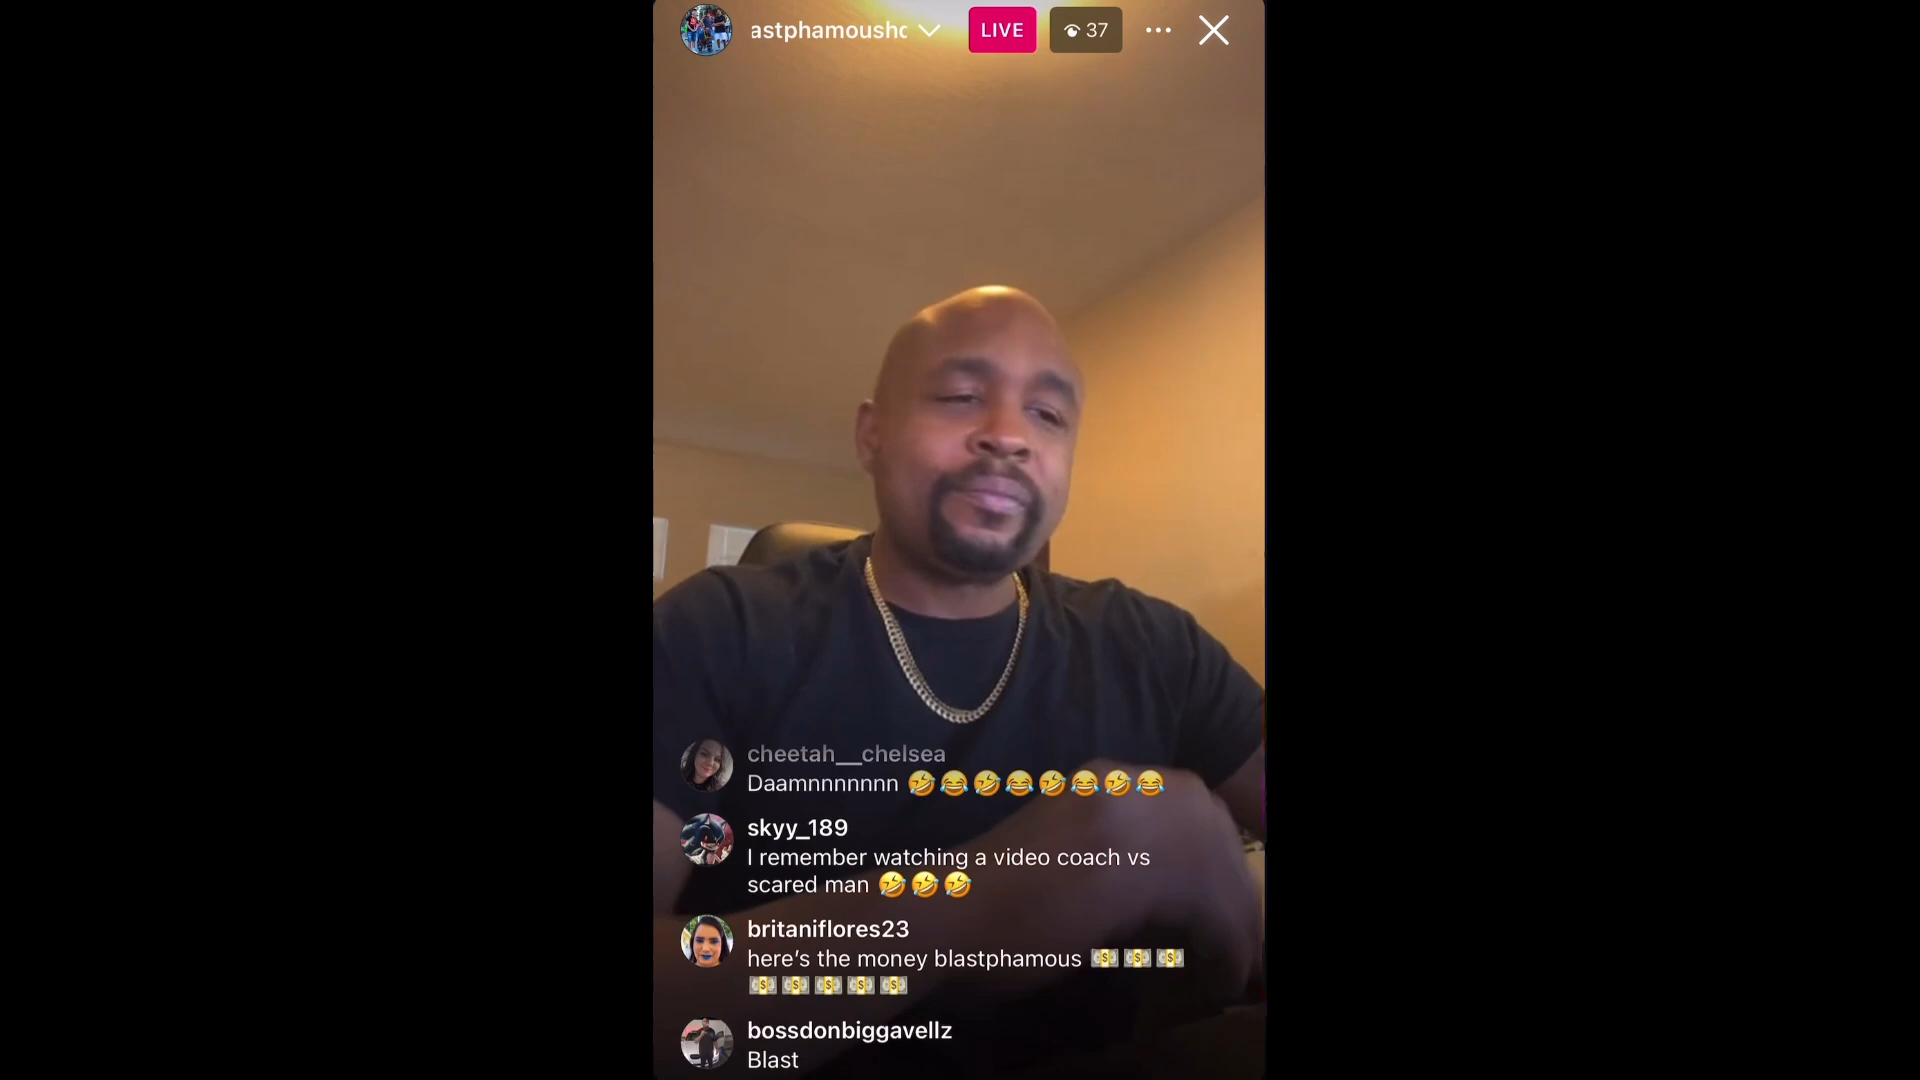 astphamoushc
LIVE
37
cheetah__chelsea
Daamnnnnnnn 🤣😂🤣😂🤣😂🤣😂
skyy_189
I remember watching a video coach vs
scared man 🤣🤣🤣
britaniflores23
here's the money blastphamous 💵💵💵
💵💵💵💵💵
bossdonbiggavellz
Blast